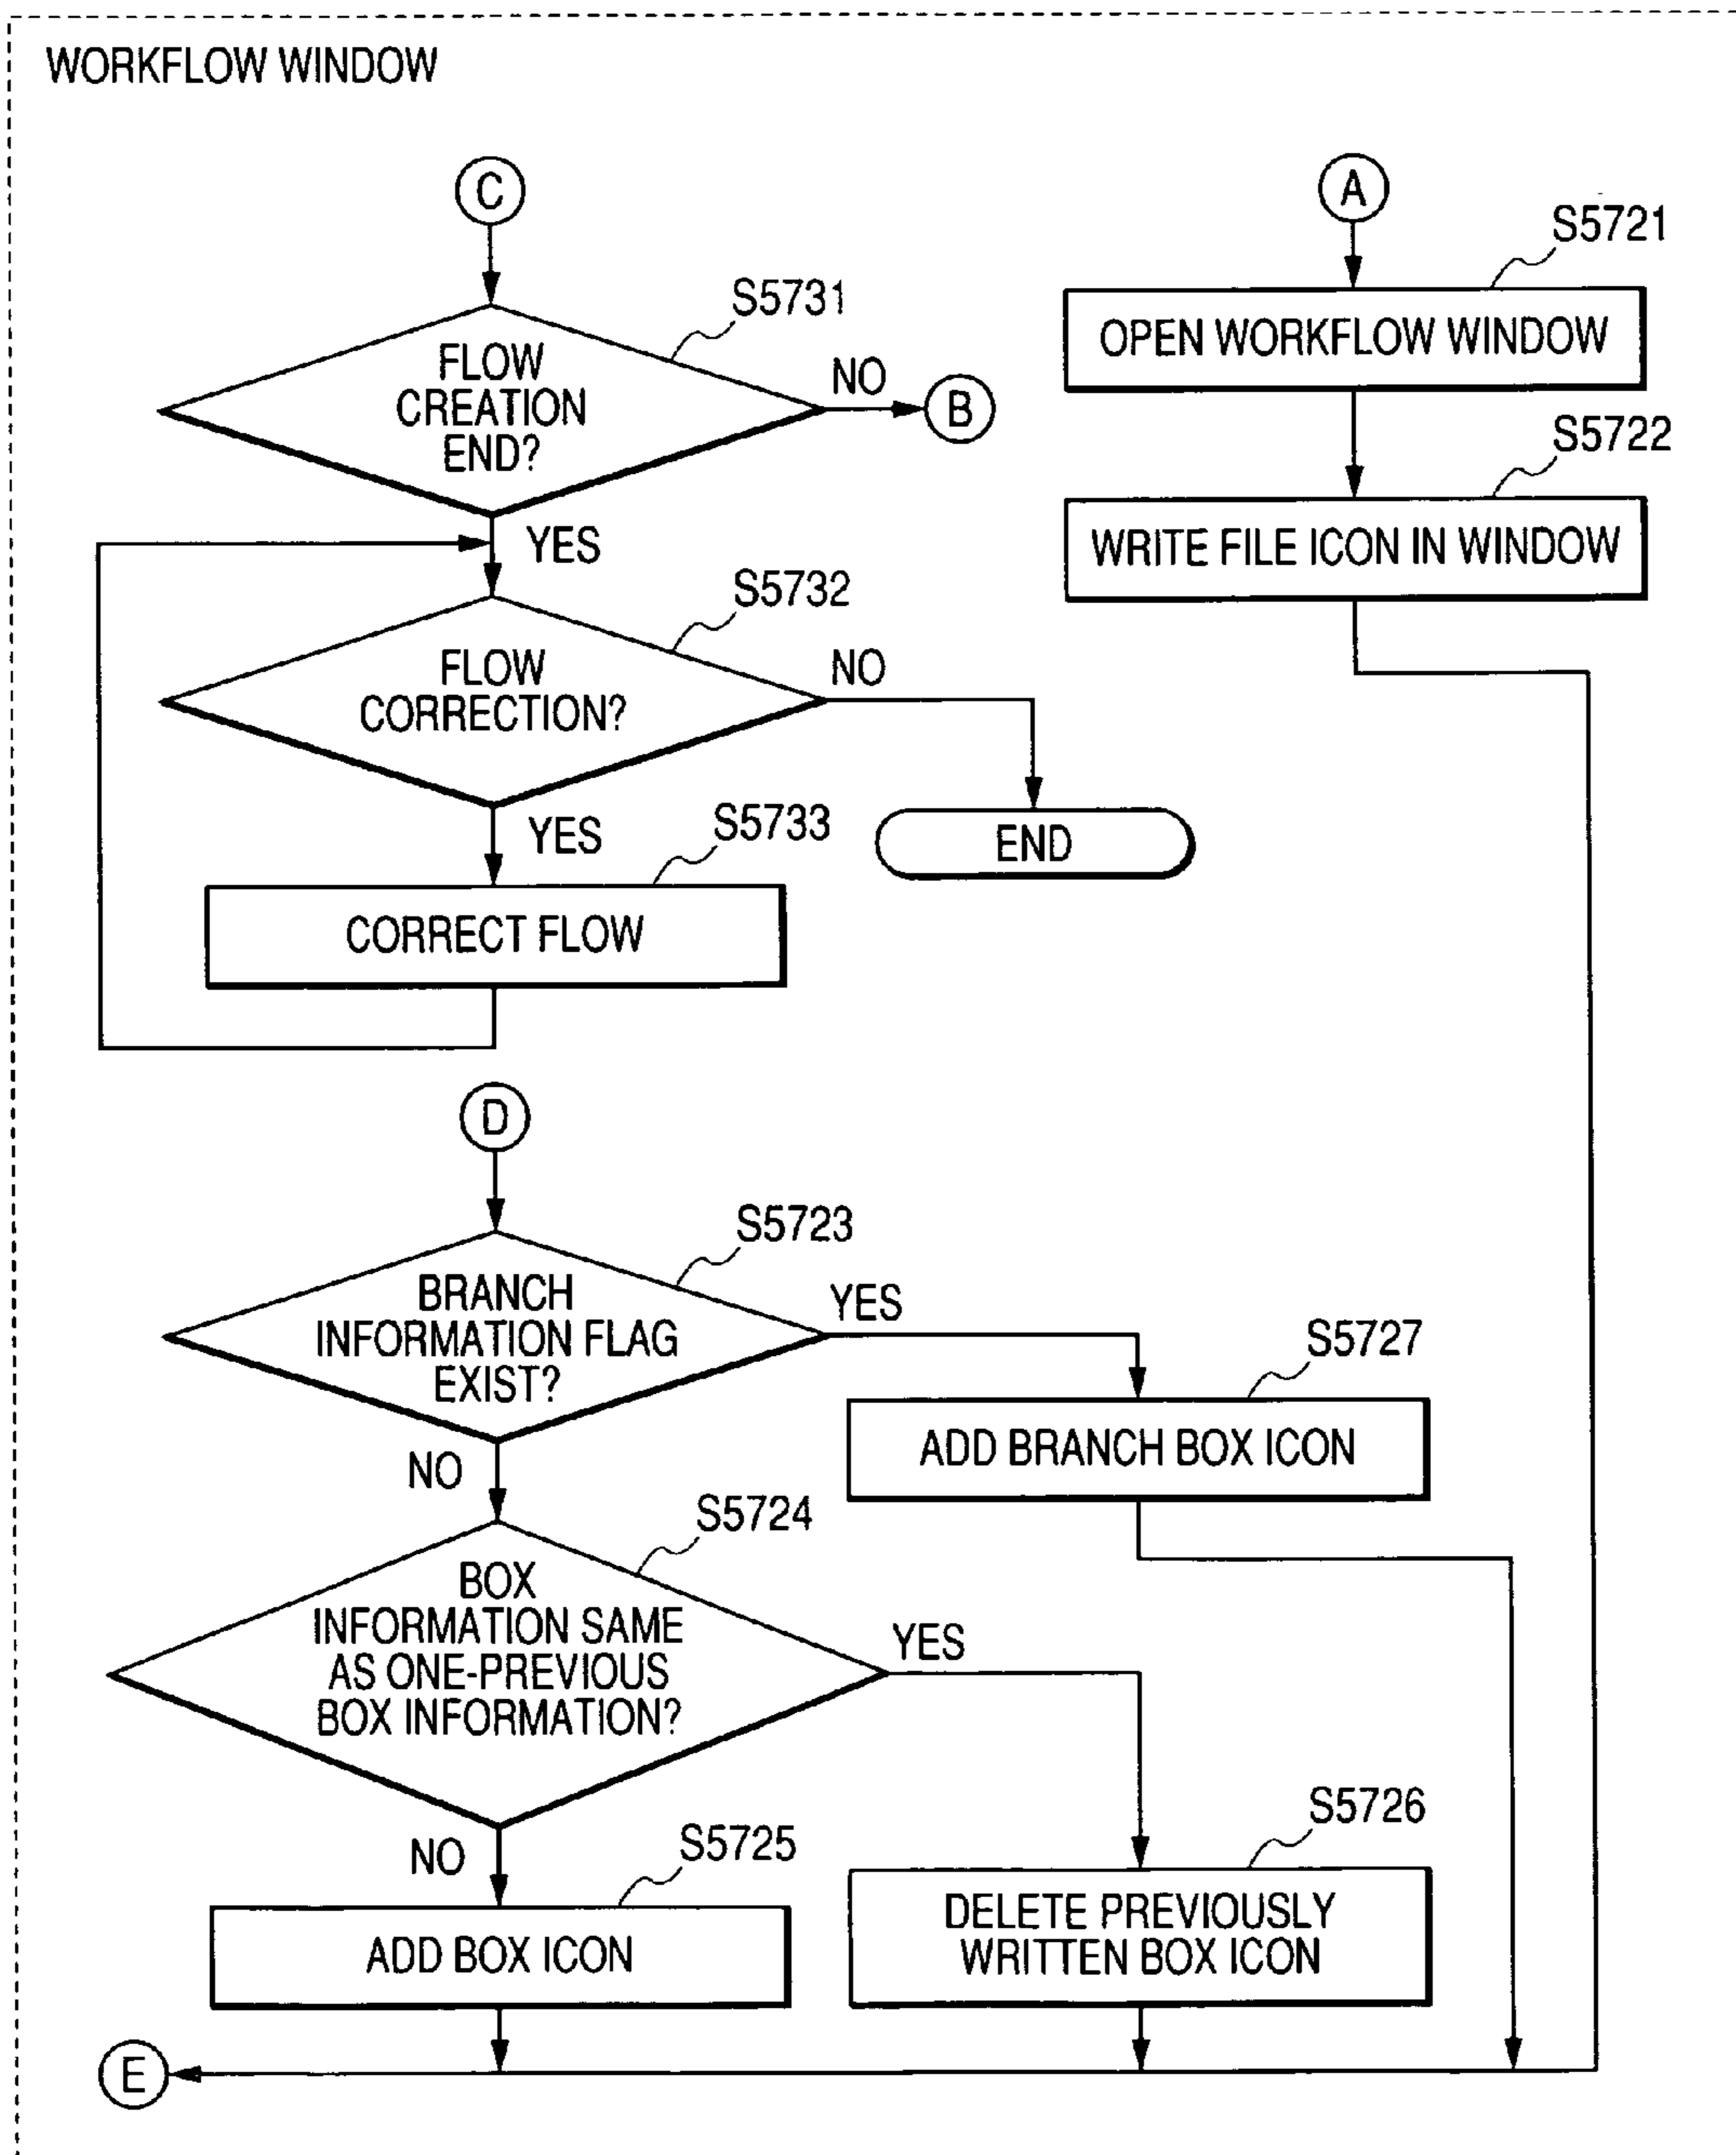 WORKFLOW WINDOW
C
S5731
FLOW
CREATION
END?
NO
B
YES
S5732
FLOW
CORRECTION?
NO
END
YES
S5733
CORRECT FLOW
A
S5721
OPEN WORKFLOW WINDOW
S5722
WRITE FILE ICON IN WINDOW
D
S5723
BRANCH
INFORMATION FLAG
EXIST?
YES
S5727
ADD BRANCH BOX ICON
NO
S5724
BOX
INFORMATION SAME
AS ONE-PREVIOUS
BOX INFORMATION?
YES
S5726
DELETE PREVIOUSLY
WRITTEN BOX ICON
NO
S5725
ADD BOX ICON
E